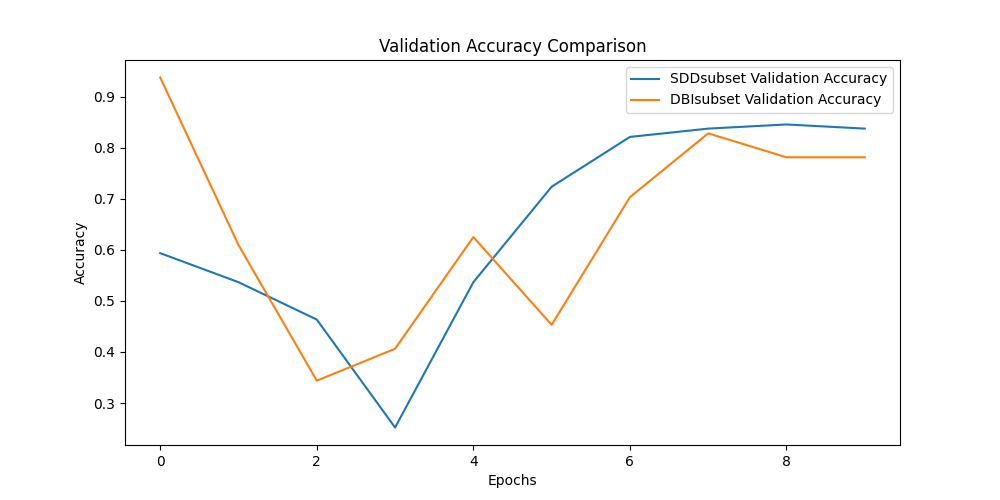 Validation Accuracy Comparison
SDDsubset Validation Accuracy
DBIsubset Validation Accuracy
0.9
0.8
0.7
0.6
0.5
0.4
0.3
Accuracy
0 2 4 6 8
Epochs